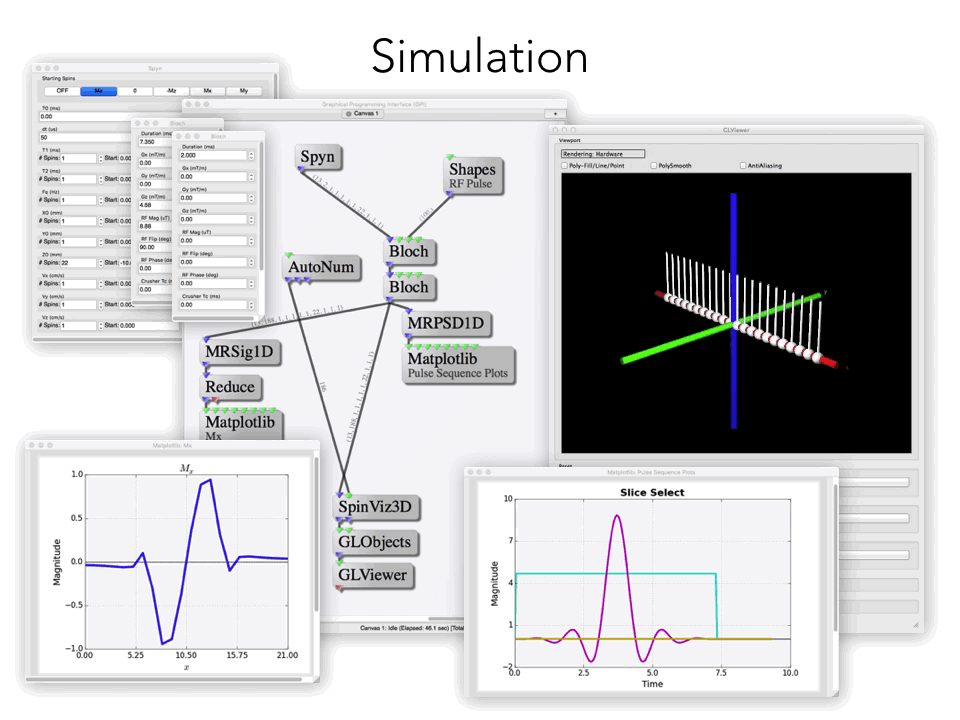 Simulation
Spyn
Starting Spins
OFF Mz 0 -Mz Mx My
T0 (ms)
0.00
dt (us)
50
T1 (ms)
# Spins: 1 Start: 0.00
T2 (ms)
# Spins: 1 Start: 0.00
Fq (Hz)
# Spins: 1 Start: 0.00
X0 (mm)
# Spins: 1 Start: 0.00
Y0 (mm)
# Spins: 1 Start: 0.00
Z0 (mm)
# Spins: 22 Start: -10.0
Vx (cm/s)
# Spins: 1 Start: 0.00
Vy (cm/s)
# Spins: 1 Start: 0.00
Vz (cm/s)
# Spins: 1 Start: 0.000
Bloch
Duration (ms)
7.350
Gx (mT/m)
0.00
Gy (mT/m)
0.00
Gz (mT/m)
4.68
RF Mag (uT)
8.88
RF Flip (deg)
90.00
RF Phase (de
0.00
Crusher Tc (
0.00
Bloch
Duration (ms)
2.000
Gx (mT/m)
0.00
Gy (mT/m)
0.00
Gz (mT/m)
0.00
RF Mag (uT)
0.00
RF Flip (deg)
0.00
RF Phase (deg)
0.00
Crusher Tc (ms)
0.00
Graphical Programming Interface (GPI)
Canvas 1
+
Spyn
Shapes
RF Pulse
(100,)
Bloch
AutoNum
Bloch
MRPSD1D
MRSig1D
Matplotlib
Pulse Sequence Plots
Reduce
186
Matplotlib
Mx
SpinViz3D
GLObjects
GLViewer
Canvas 1: Idle (Elapsed: 46.1 sec) (Total
GLViewer
Viewport
Rendering: Hardware
Poly-Fill/Line/Point PolySmooth AntiAliasing
Reset
Matplotlib: Mx
Mx
1.0
0.5
0.0
−0.5
−1.0
Magnitude
0.00 5.25 10.50 15.75 21.00
x
Matplotlib: Pulse Sequence Plots
Slice Select
10
7
4
1
−2
Magnitude
0.0 2.5 5.0 7.5 10.0
Time